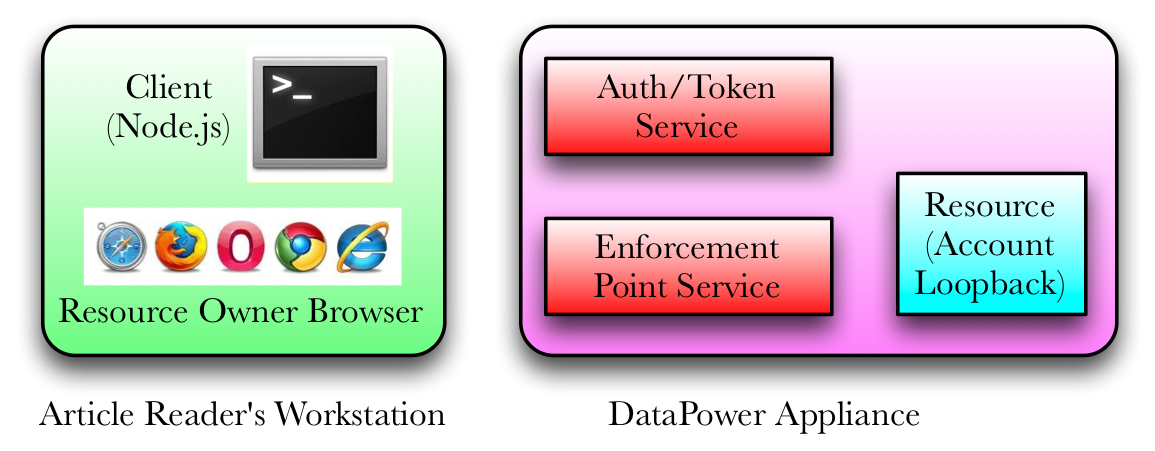 Client
(Node.js)
>_
Resource Owner Browser
Article Reader's Workstation
Auth/Token
Service
Enforcement
Point Service
Resource
(Account
Loopback)
DataPower Appliance